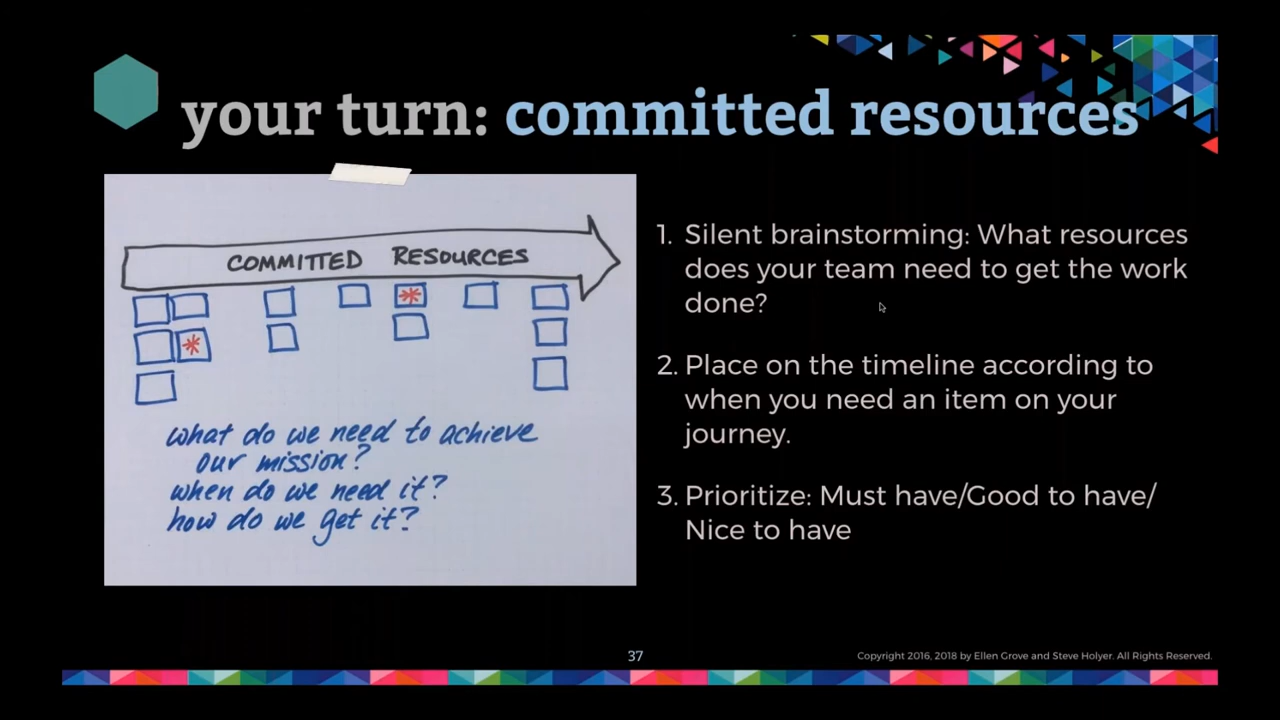 your turn: committed resources
COMMITTED RESOURCES
what do we need to achieve
our mission?
when do we need it?
how do we get it?
1. Silent brainstorming: What resources
does your team need to get the work
done?
2. Place on the timeline according to
when you need an item on your
journey.
3. Prioritize: Must have/Good to have/
Nice to have
37
Copyright 2016, 2018 by Ellen Grove and Steve Holyer. All Rights Reserved.